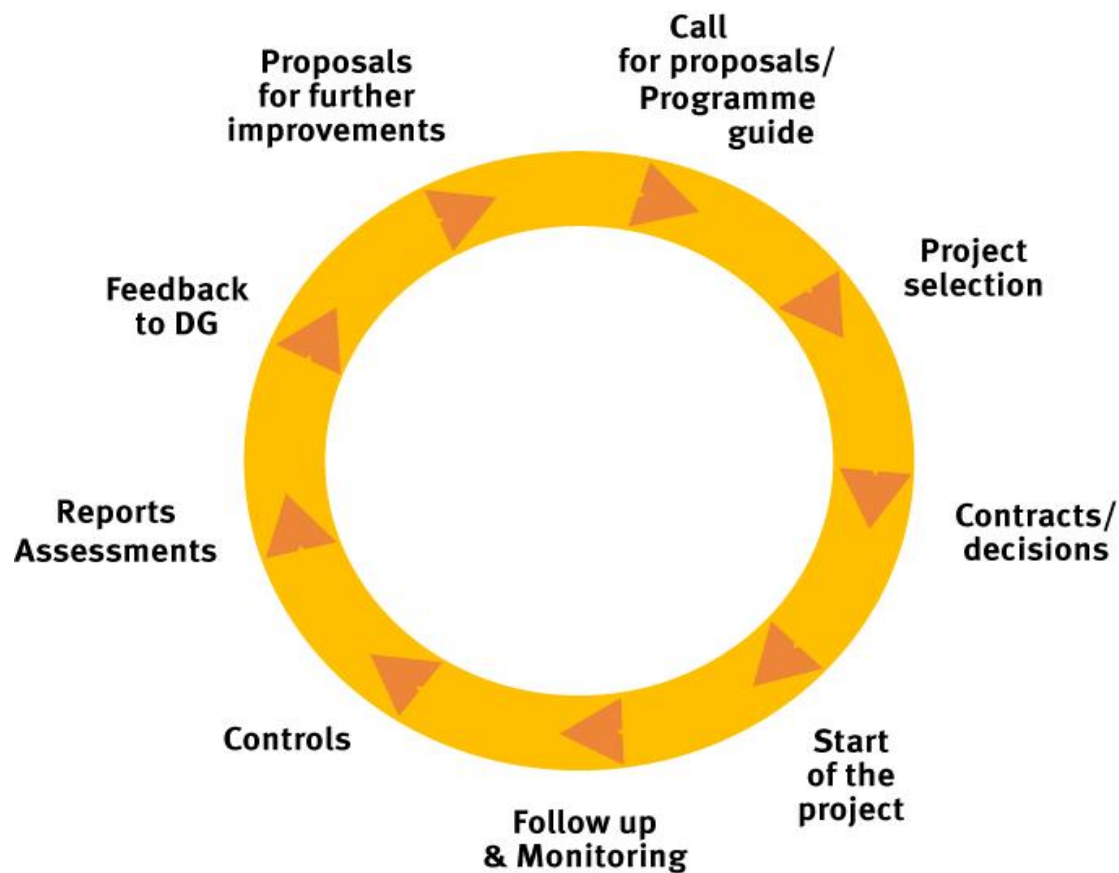 Call
for proposals/
Programme
guide
Project
selection
Contracts/
decisions
Start
of the
project
Follow up
& Monitoring
Controls
Reports
Assessments
Feedback
to DG
Proposals
for further
improvements